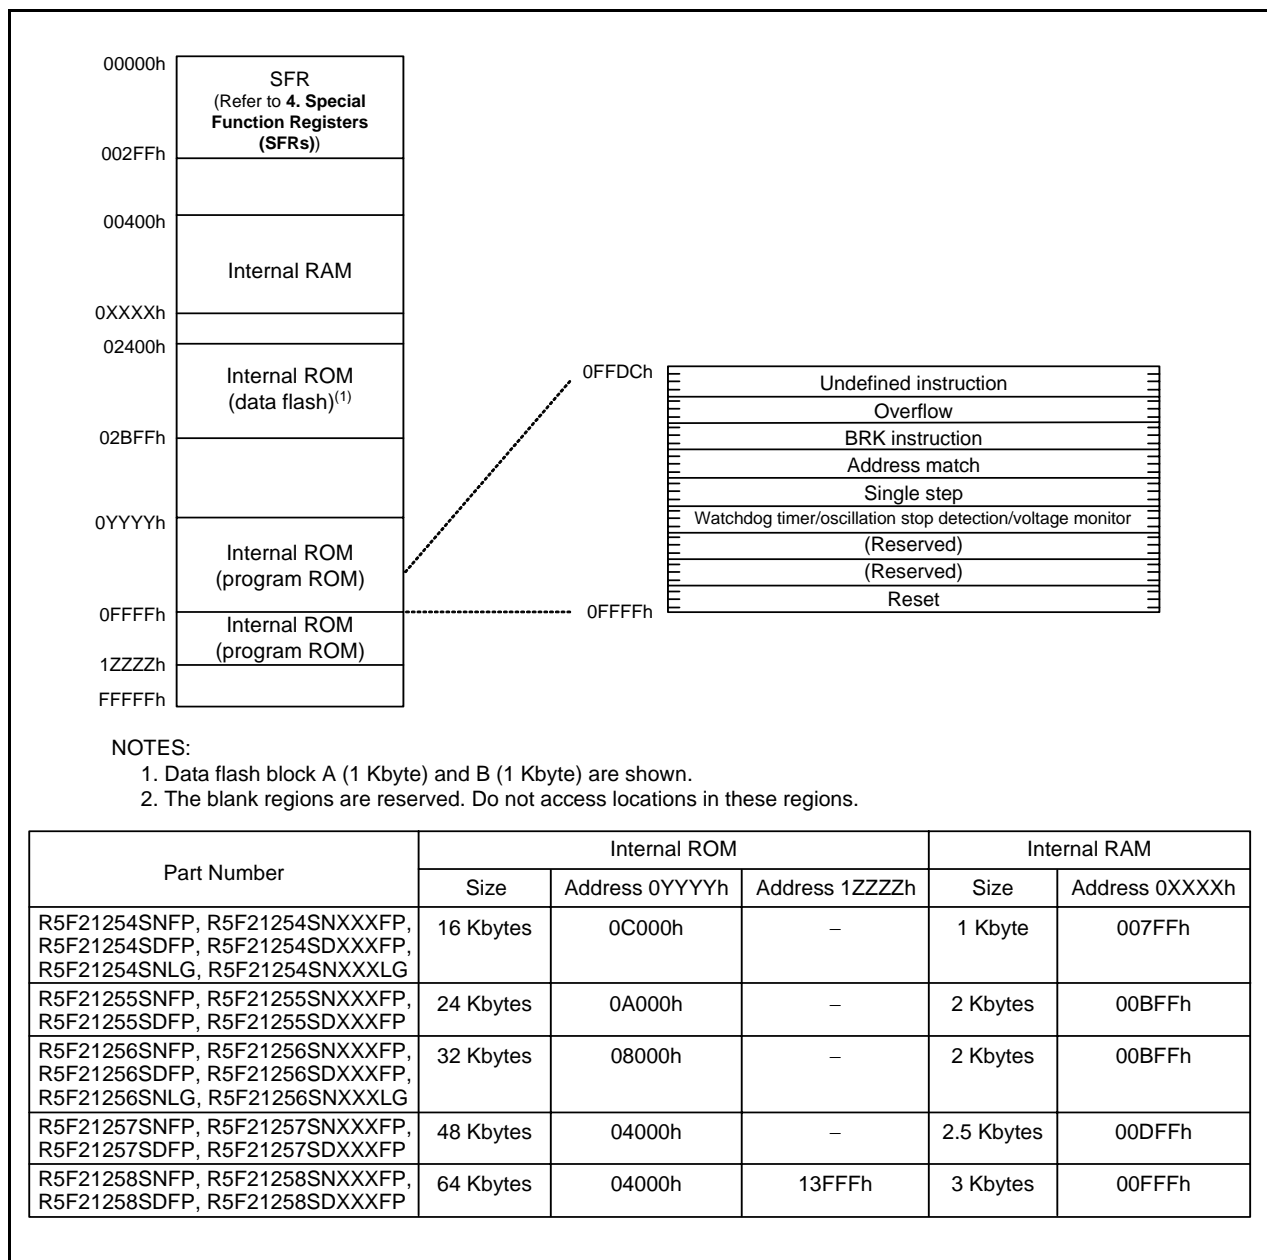 00000h
SFR
(Refer to 4. Special
Function Registers
(SFRs))
002FFh
00400h
Internal RAM
0XXXXh
02400h
Internal ROM
(data flash)(1)
02BFFh
0YYYYh
Internal ROM
(program ROM)
0FFFFh
Internal ROM
(program ROM)
1ZZZZh
FFFFFh
0FFDCh
Undefined instruction
Overflow
BRK instruction
Address match
Single step
Watchdog timer/oscillation stop detection/voltage monitor
(Reserved)
(Reserved)
Reset
0FFFFh
NOTES:
1. Data flash block A (1 Kbyte) and B (1 Kbyte) are shown.
2. The blank regions are reserved. Do not access locations in these regions.
Part Number Internal ROM Internal RAM
Size Address 0YYYYh Address 1ZZZZh Size Address 0XXXXh
R5F21254SNFP, R5F21254SNXXXFP, 16 Kbytes 0C000h – 1 Kbyte 007FFh
R5F21254SDFP, R5F21254SDXXXFP,
R5F21254SNLG, R5F21254SNXXXLG
R5F21255SNFP, R5F21255SNXXXFP, 24 Kbytes 0A000h – 2 Kbytes 00BFFh
R5F21255SDFP, R5F21255SDXXXFP
R5F21256SNFP, R5F21256SNXXXFP, 32 Kbytes 08000h – 2 Kbytes 00BFFh
R5F21256SDFP, R5F21256SDXXXFP,
R5F21256SNLG, R5F21256SNXXXLG
R5F21257SNFP, R5F21257SNXXXFP, 48 Kbytes 04000h – 2.5 Kbytes 00DFFh
R5F21257SDFP, R5F21257SDXXXFP
R5F21258SNFP, R5F21258SNXXXFP, 64 Kbytes 04000h 13FFFh 3 Kbytes 00FFFh
R5F21258SDFP, R5F21258SDXXXFP